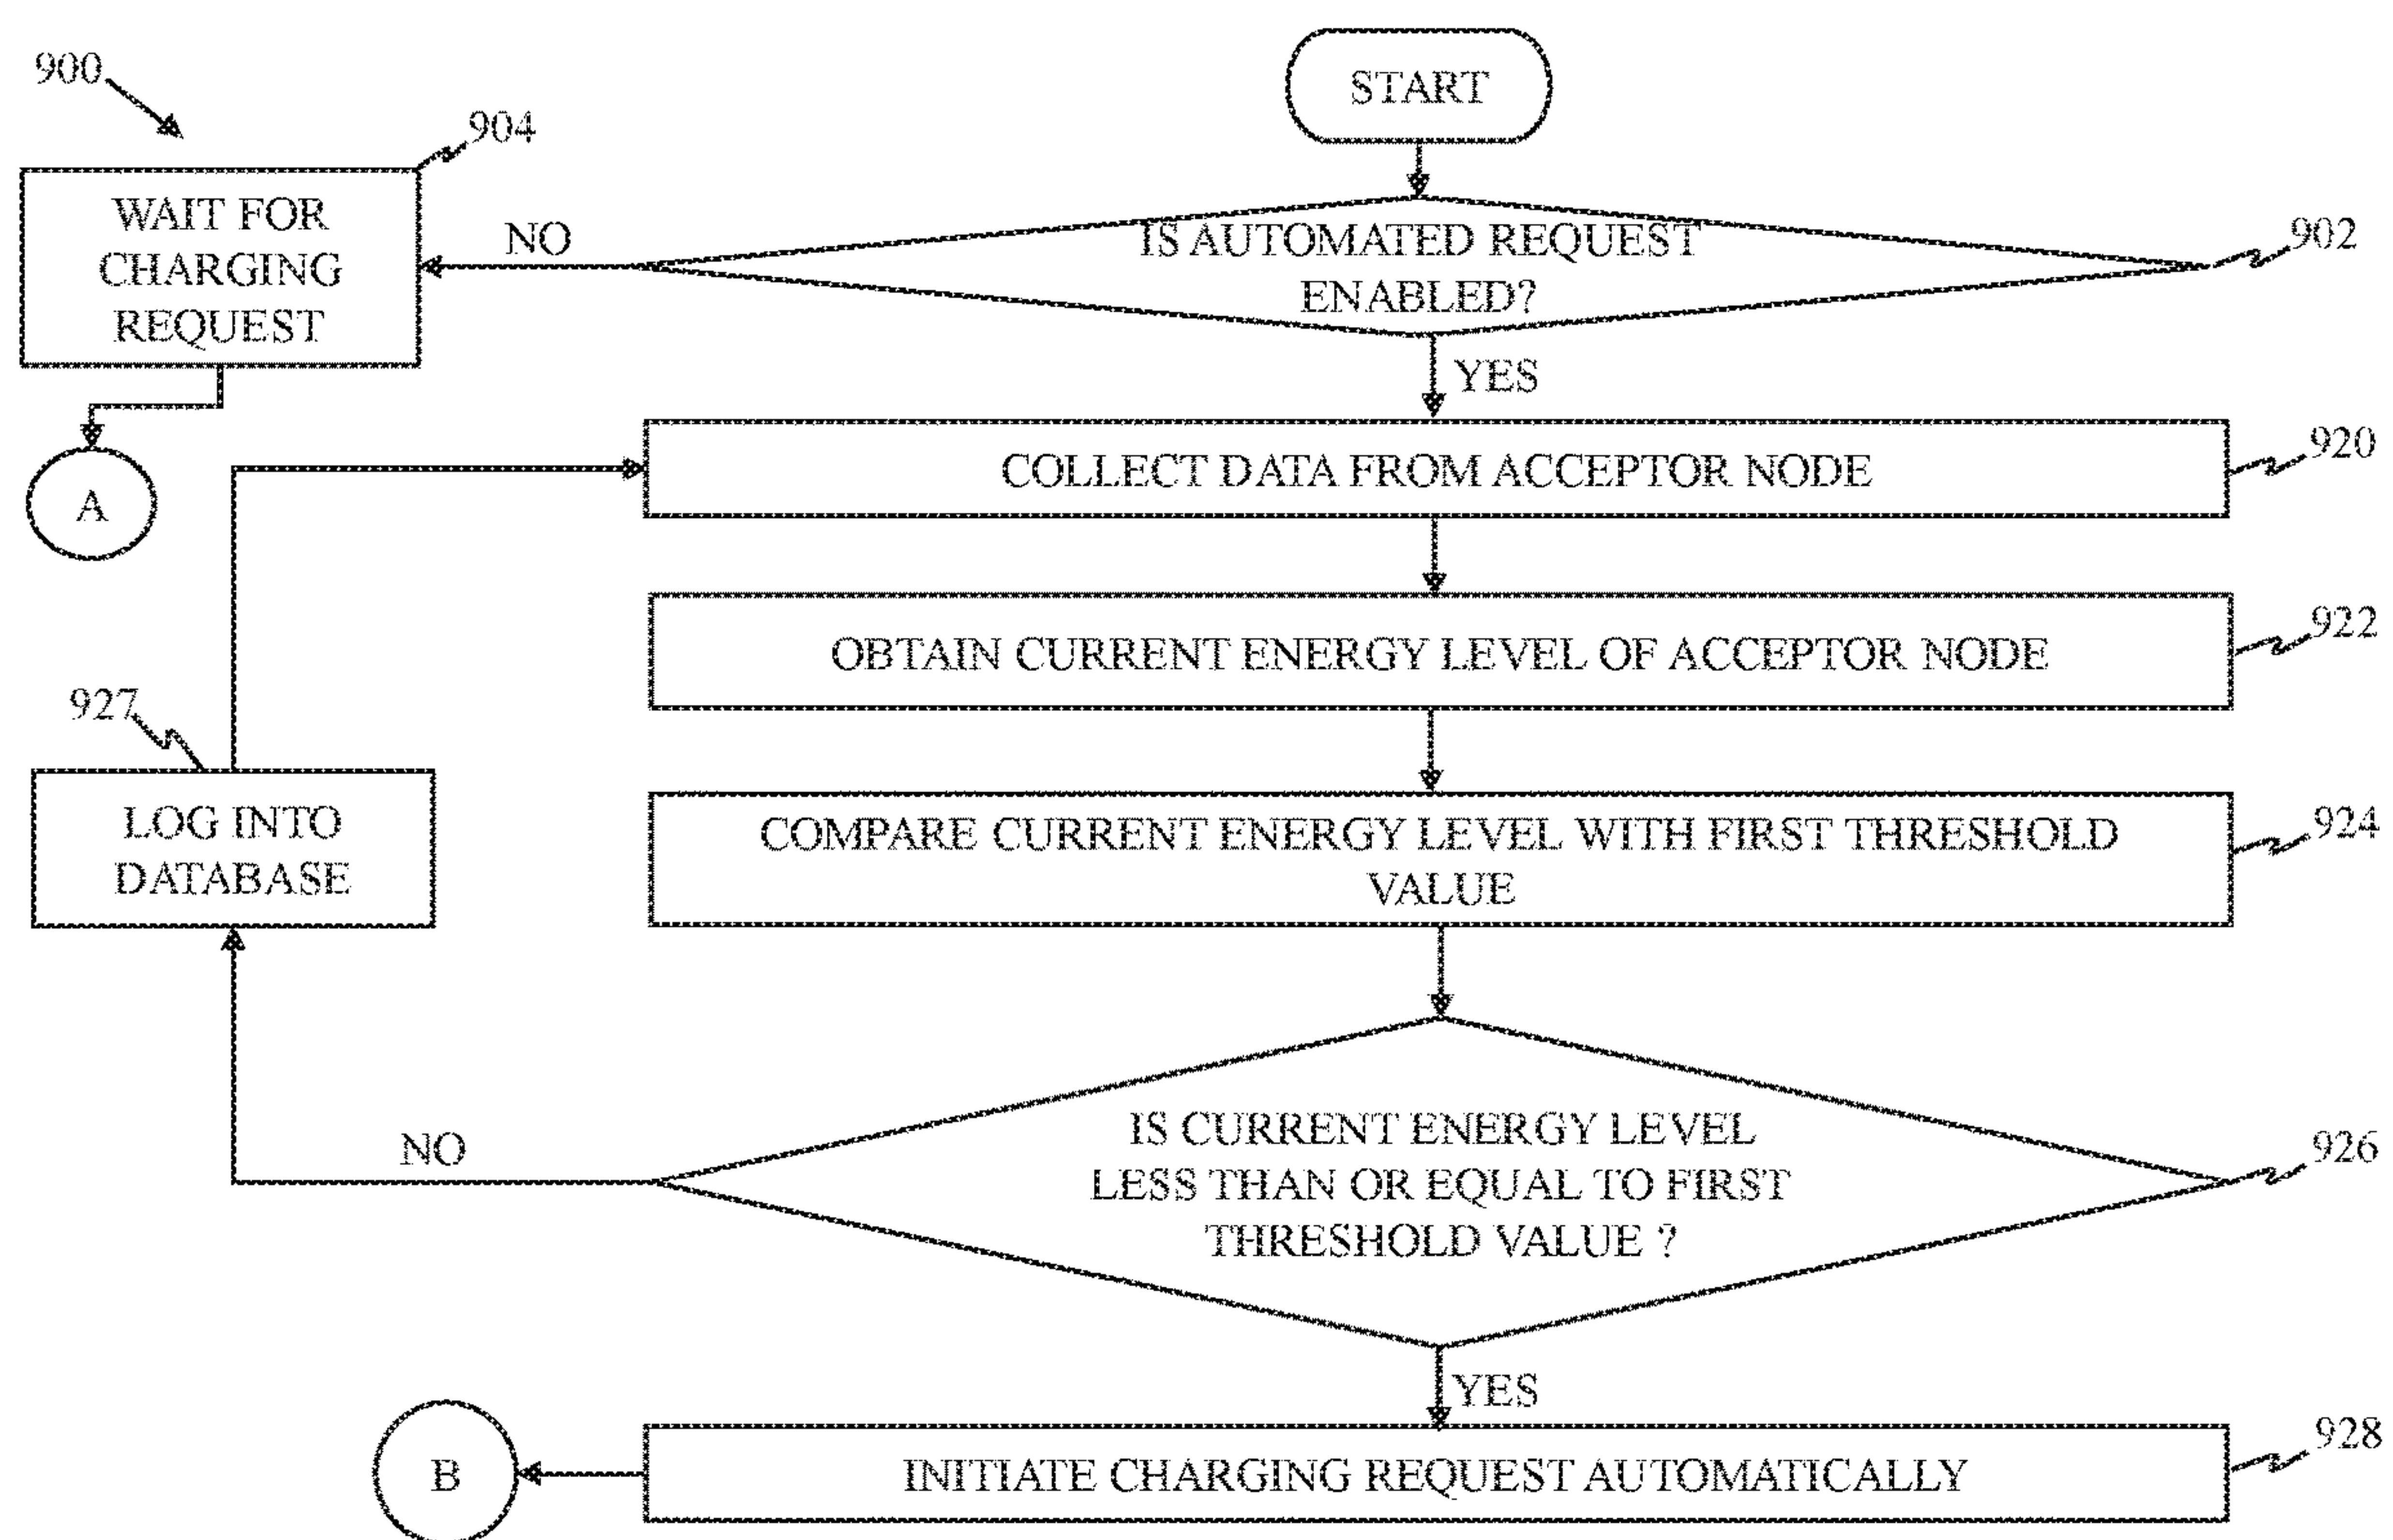 900
START
904
WAIT FOR
CHARGING
REQUEST
NO
IS AUTOMATED REQUEST
ENABLED?
902
YES
A
COLLECT DATA FROM ACCEPTOR NODE
920
OBTAIN CURRENT ENERGY LEVEL OF ACCEPTOR NODE
922
927
LOG INTO
DATABASE
COMPARE CURRENT ENERGY LEVEL WITH FIRST THRESHOLD
VALUE
924
NO
IS CURRENT ENERGY LEVEL
LESS THAN OR EQUAL TO FIRST
THRESHOLD VALUE ?
926
YES
B
INITIATE CHARGING REQUEST AUTOMATICALLY
928